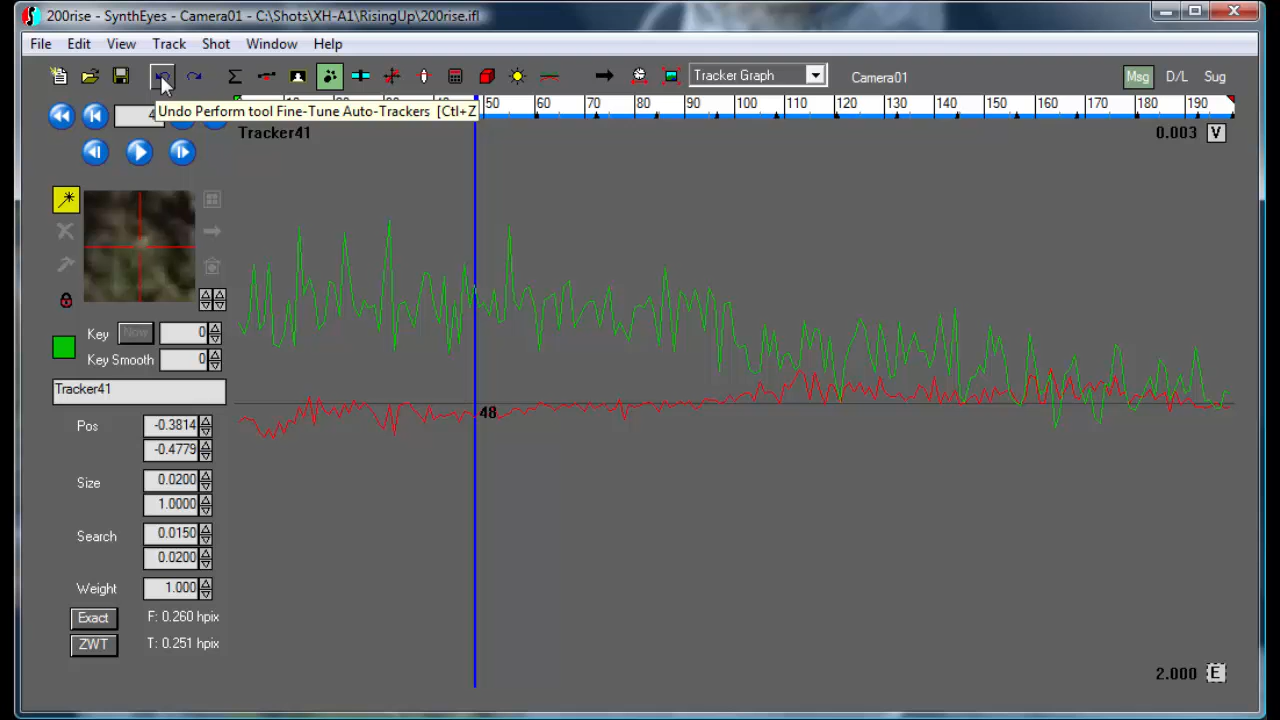 200rise - SynthEyes - Camera01 - C:\Shots\XH-A1\RisingUp\200rise.ifl
File Edit View Track Shot Window Help
Tracker Graph Camera01 Msg D/L Sug
4
Undo Perform tool Fine-Tune Auto-Trackers [Ctl+Z
50 60 70 80 90 100 110 120 130 140 150 160 170 180 190
Tracker41 0.003 V
Key Now 0
Key Smooth 0
Tracker41
48
Pos -0.3814
-0.4779
Size 0.0200
1.0000
Search 0.0150
0.0200
Weight 1.000
Exact F: 0.260 hpix
ZWT T: 0.251 hpix
2.000 E